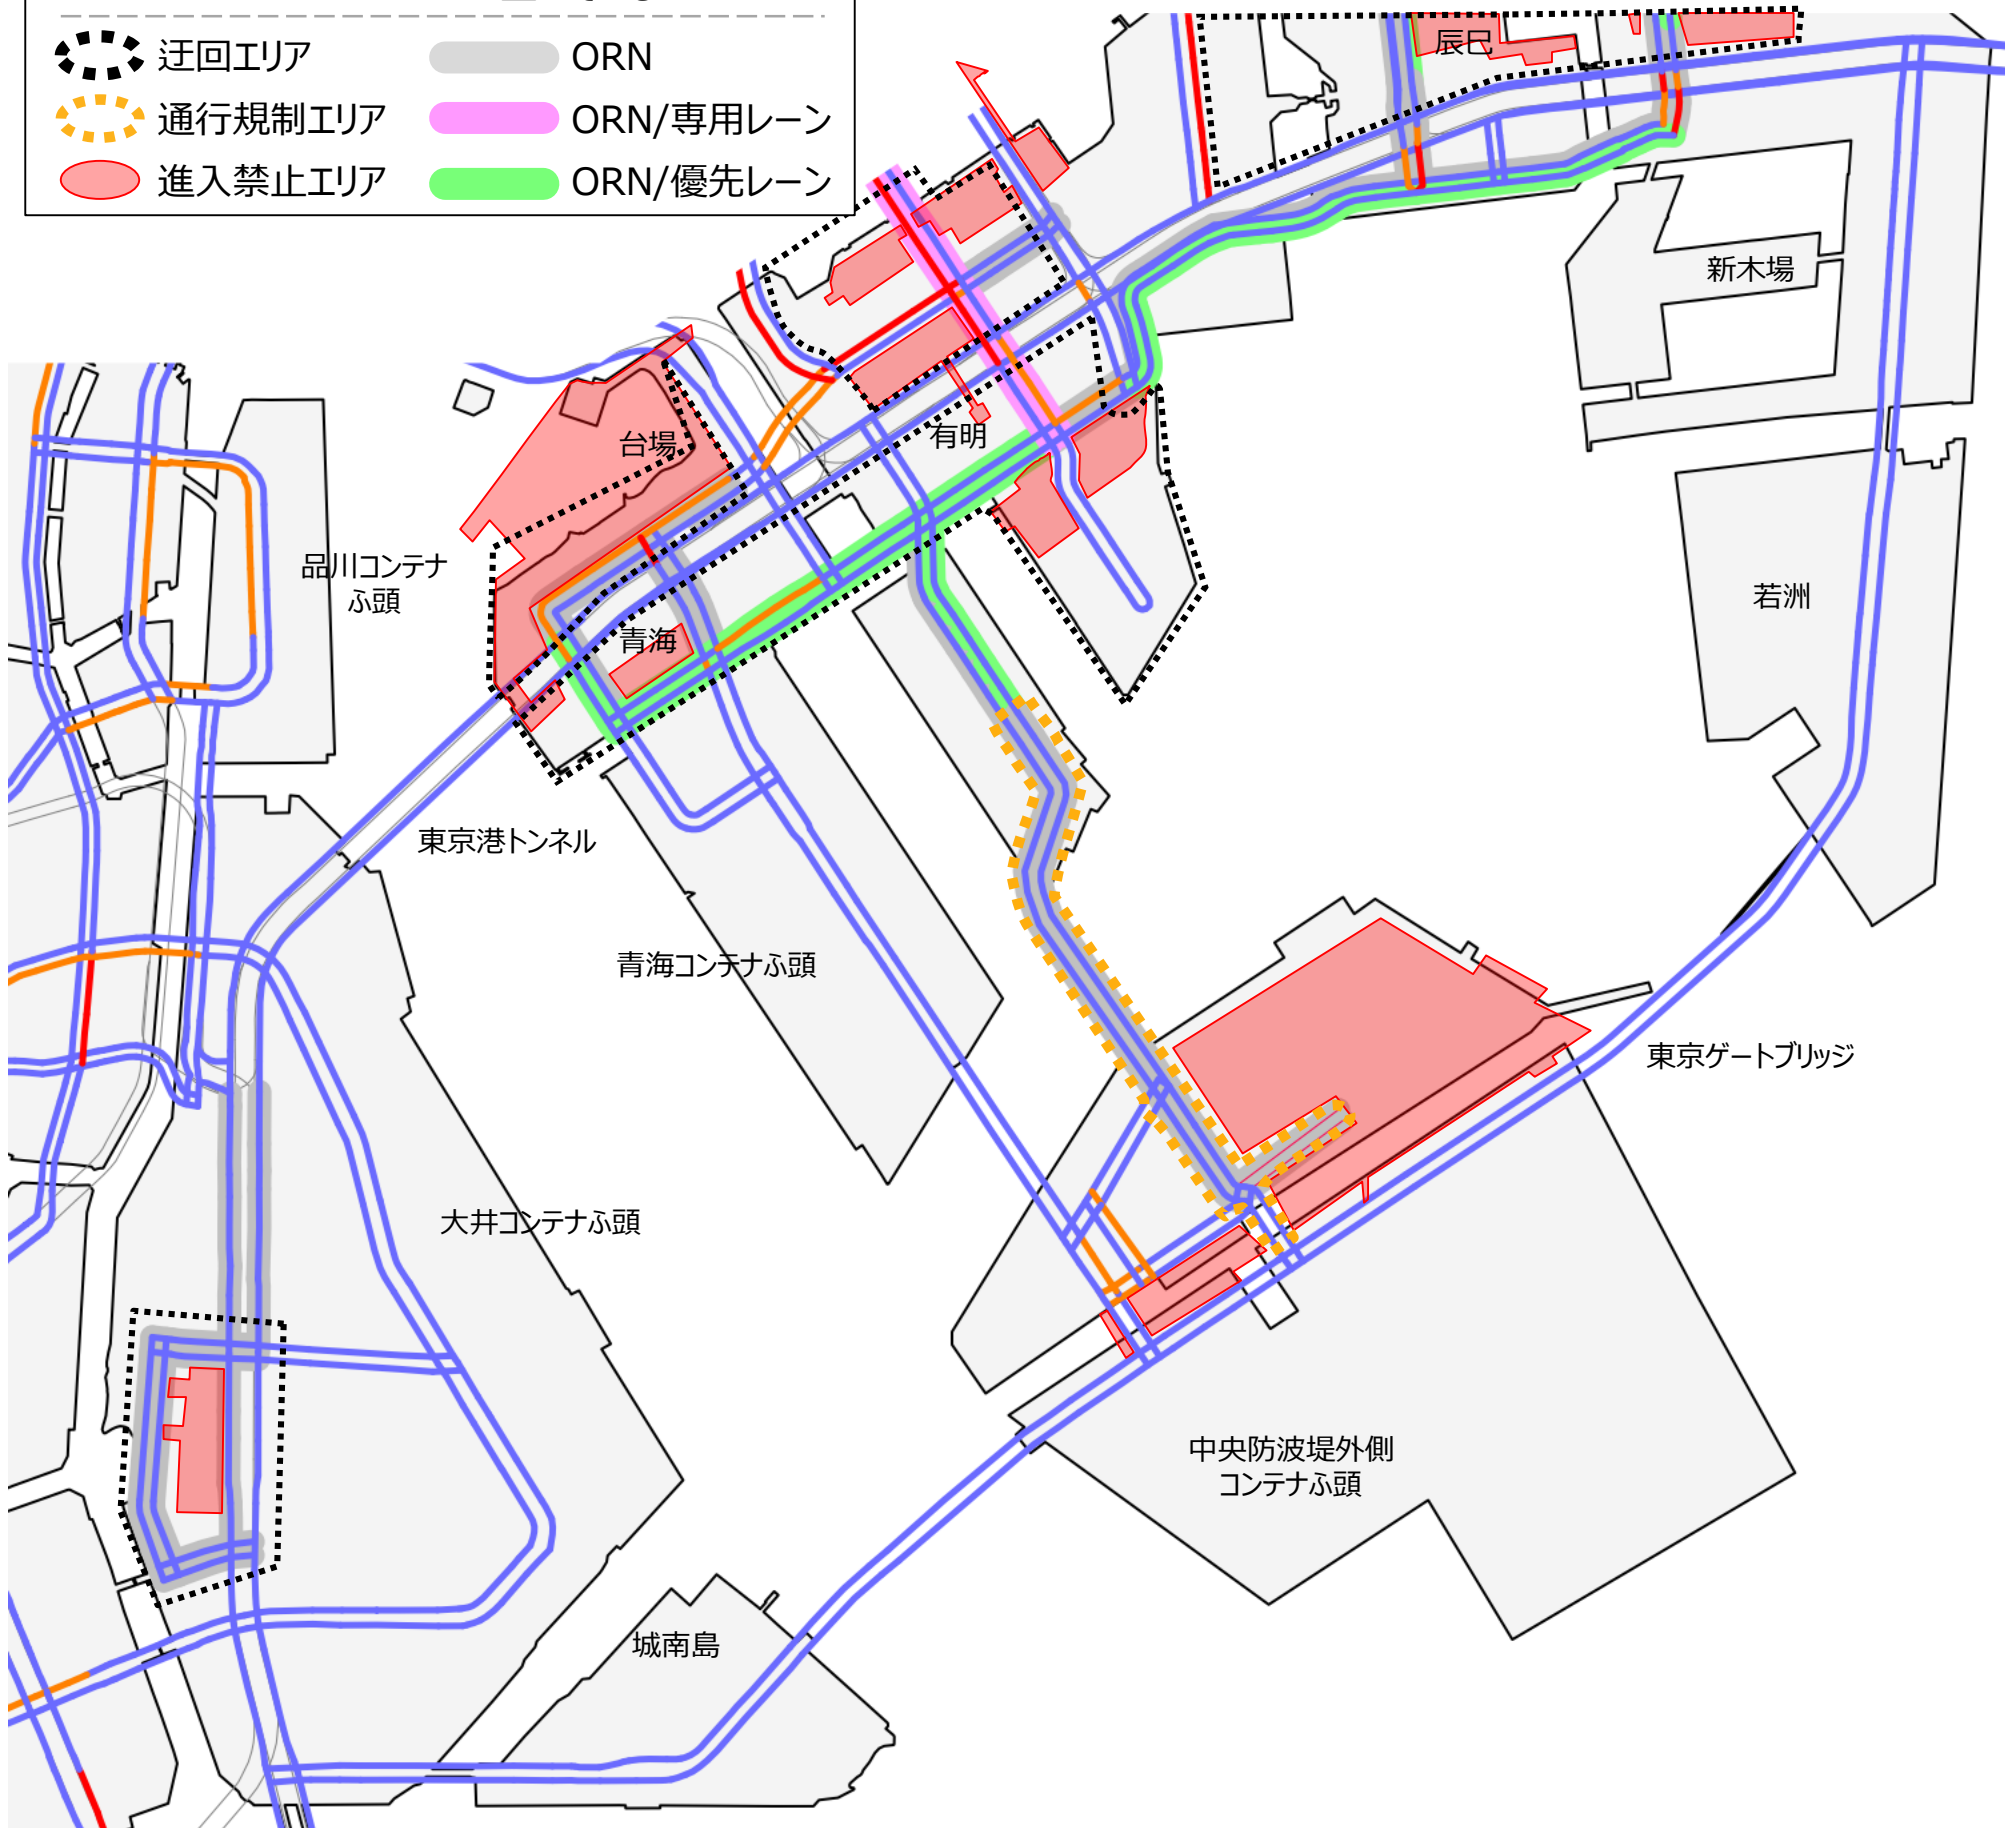 迂回エリア
ORN
通行規制エリア
ORN/専用レーン
進入禁止エリア
ORN/優先レーン
辰巳
新木場
台場
有明
品川コンテナ
ふ頭
若洲
青海
東京港トンネル
青海コンテナふ頭
東京ゲートブリッジ
大井コンテナふ頭
中央防波堤外側
コンテナふ頭
城南島